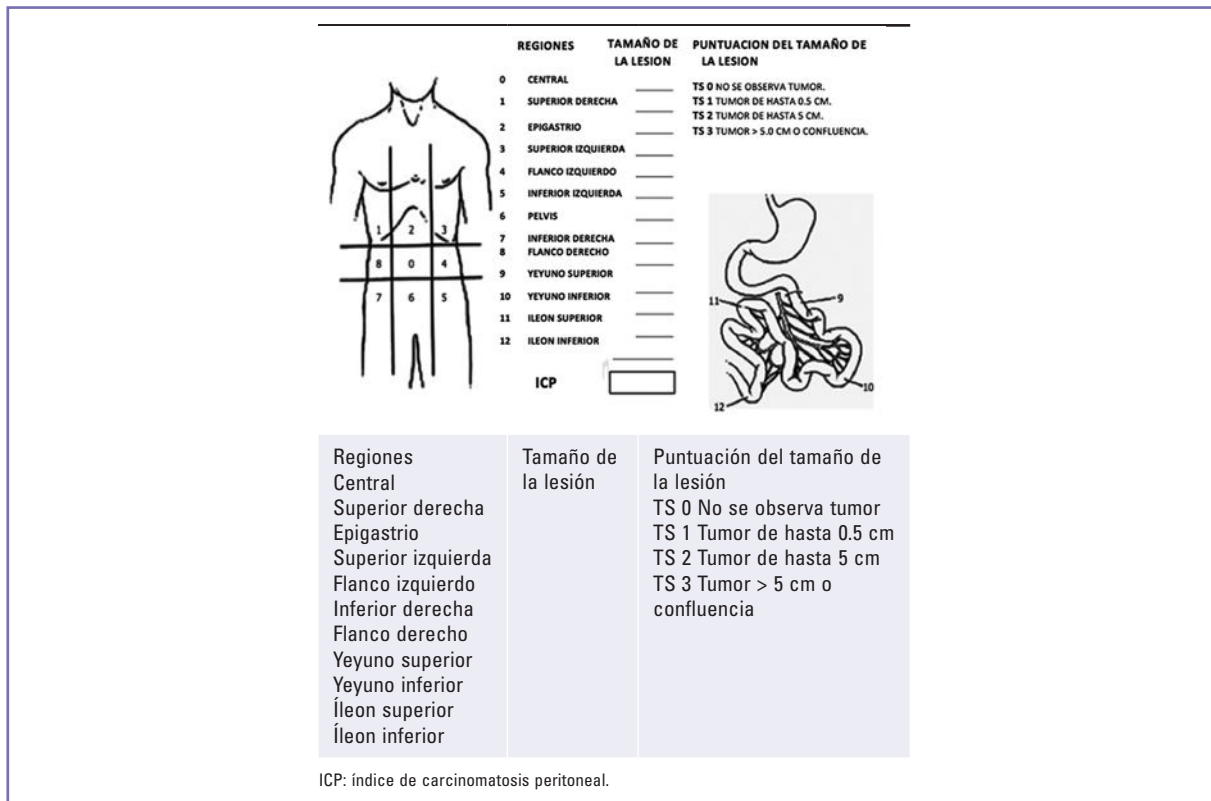 REGIONES
TAMAÑO DE
LA LESION
PUNTUACION DEL TAMAÑO DE
LA LESION
0 CENTRAL
1 SUPERIOR DERECHA
2 EPIGASTRIO
3 SUPERIOR IZQUIERDA
4 FLANCO IZQUIERDO
5 INFERIOR IZQUIERDA
6 PELVIS
7 INFERIOR DERECHA
8 FLANCO DERECHO
9 YEYUNO SUPERIOR
10 YEYUNO INFERIOR
11 ILEON SUPERIOR
12 ILEON INFERIOR
ICP
TS 0 NO SE OBSERVA TUMOR.
TS 1 TUMOR DE HASTA 0.5 CM.
TS 2 TUMOR DE HASTA 5 CM.
TS 3 TUMOR > 5.0 CM O CONFLUENCIA.
1 2 3
8 0 4
7 6 5
11
9
10
12
Regiones
Central
Superior derecha
Epigastrio
Superior izquierda
Flanco izquierdo
Inferior derecha
Flanco derecho
Yeyuno superior
Yeyuno inferior
Íleon superior
Íleon inferior
Tamaño de
la lesión
Puntuación del tamaño de
la lesión
TS 0 No se observa tumor
TS 1 Tumor de hasta 0.5 cm
TS 2 Tumor de hasta 5 cm
TS 3 Tumor > 5 cm o
confluencia
ICP: índice de carcinomatosis peritoneal.